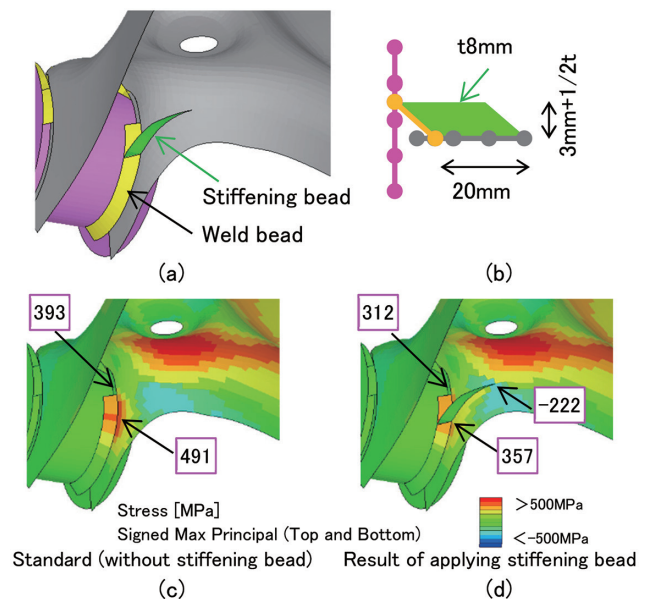 Stiffening bead
Weld bead
(a)
t8mm
3mm+1/2t
20mm
(b)
393
491
Stress [MPa]
Signed Max Principal (Top and Bottom)
Standard (without stiffening bead)
(c)
312
-222
357
>500MPa
<-500MPa
Result of applying stiffening bead
(d)